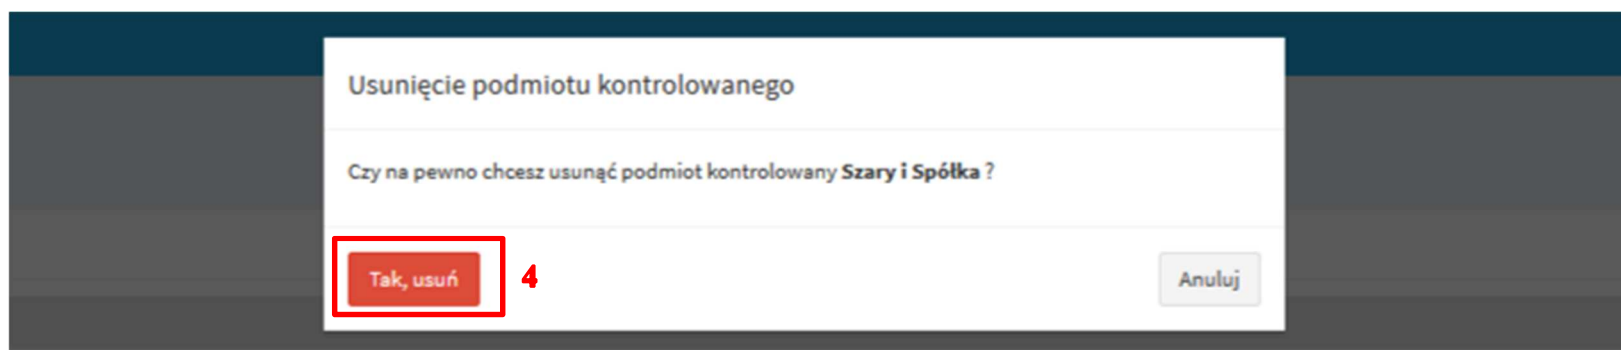 Usunięcie podmiotu kontrolowanego
Czy na pewno chcesz usunąć podmiot kontrolowany Szary i Spółka ?
Tak, usuń 4 Anuluj